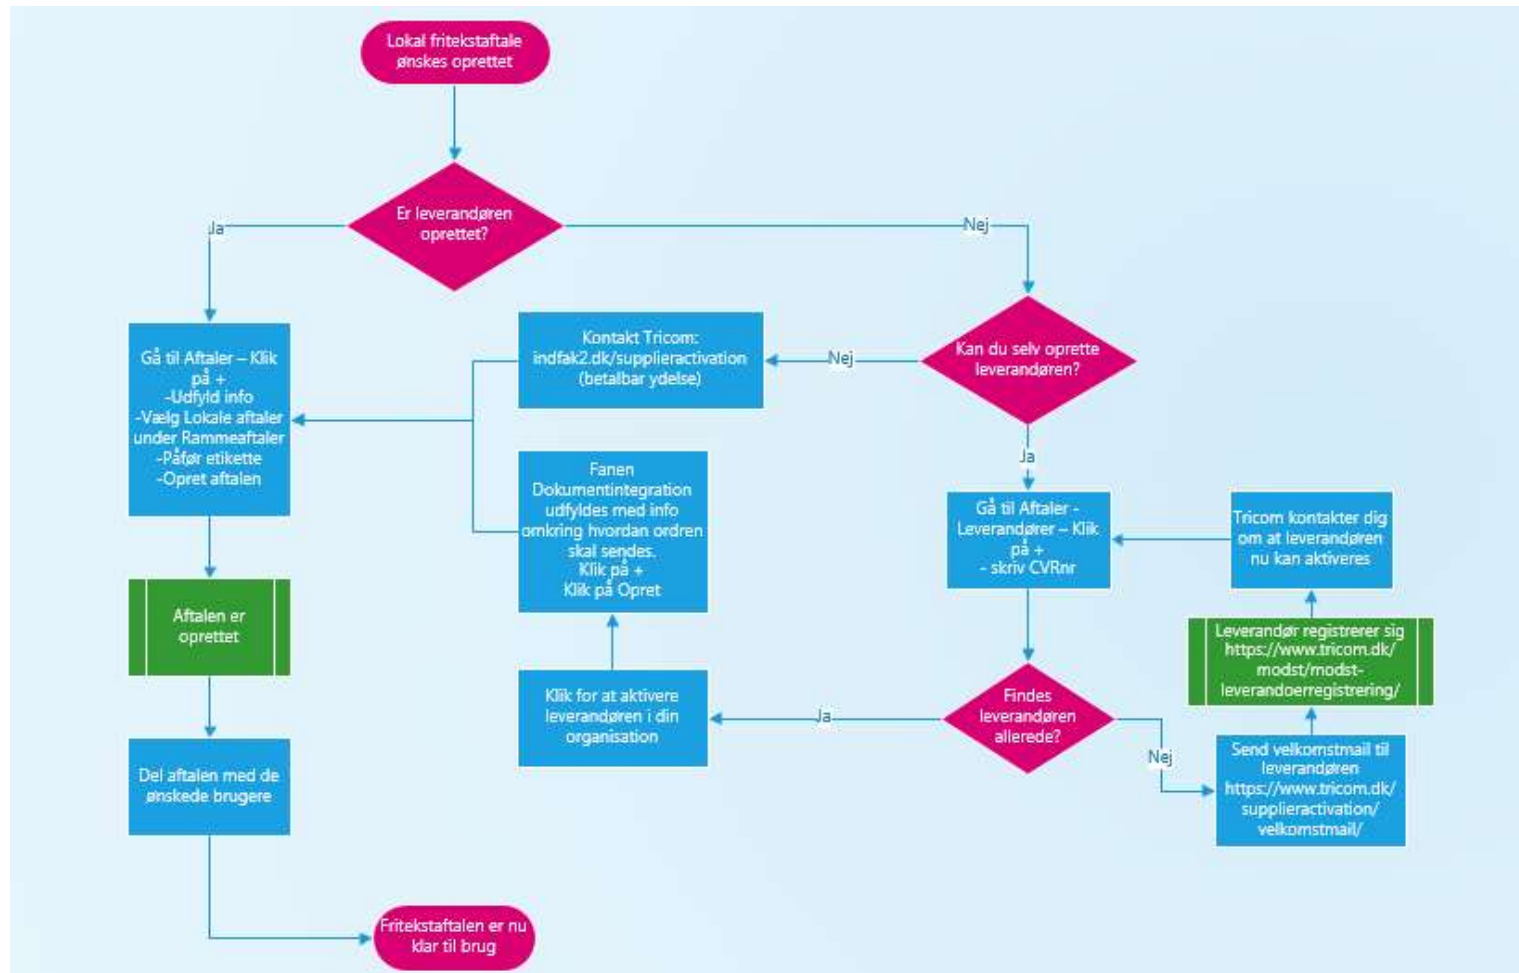 Lokal fritekstaftale
ønskes oprettet
Er leverandøren
oprettet?
Ja
Nej
Gå til Aftaler – Klik
på +
-Udfyld info
-Vælg Lokale aftaler
under Rammeaftaler
-Påfør etikette
-Opret aftalen
Kontakt Tricom:
indfak2.dk/supplieractivation
(betalbar ydelse)
Nej
Kan du selv oprette
leverandøren?
Ja
Fanen
Dokumentintegration
udfyldes med info
omkring hvordan ordren
skal sendes.
Klik på +
Klik på Opret
Gå til Aftaler -
Leverandører – Klik
på +
- skriv CVRnr
Tricom kontakter dig
om at leverandøren
nu kan aktiveres
Aftalen er
oprettet
Leverandør registrerer sig
https://www.tricom.dk/
modst/modst-
leverandoerregistrering/
Klik for at aktivere
leverandøren i din
organisation
Ja
Findes
leverandøren
allerede?
Nej
Send velkomstmail til
leverandøren
https://www.tricom.dk/
supplieractivation/
velkomstmail/
Del aftalen med de
ønskede brugere
Fritekstaftalen er nu
klar til brug